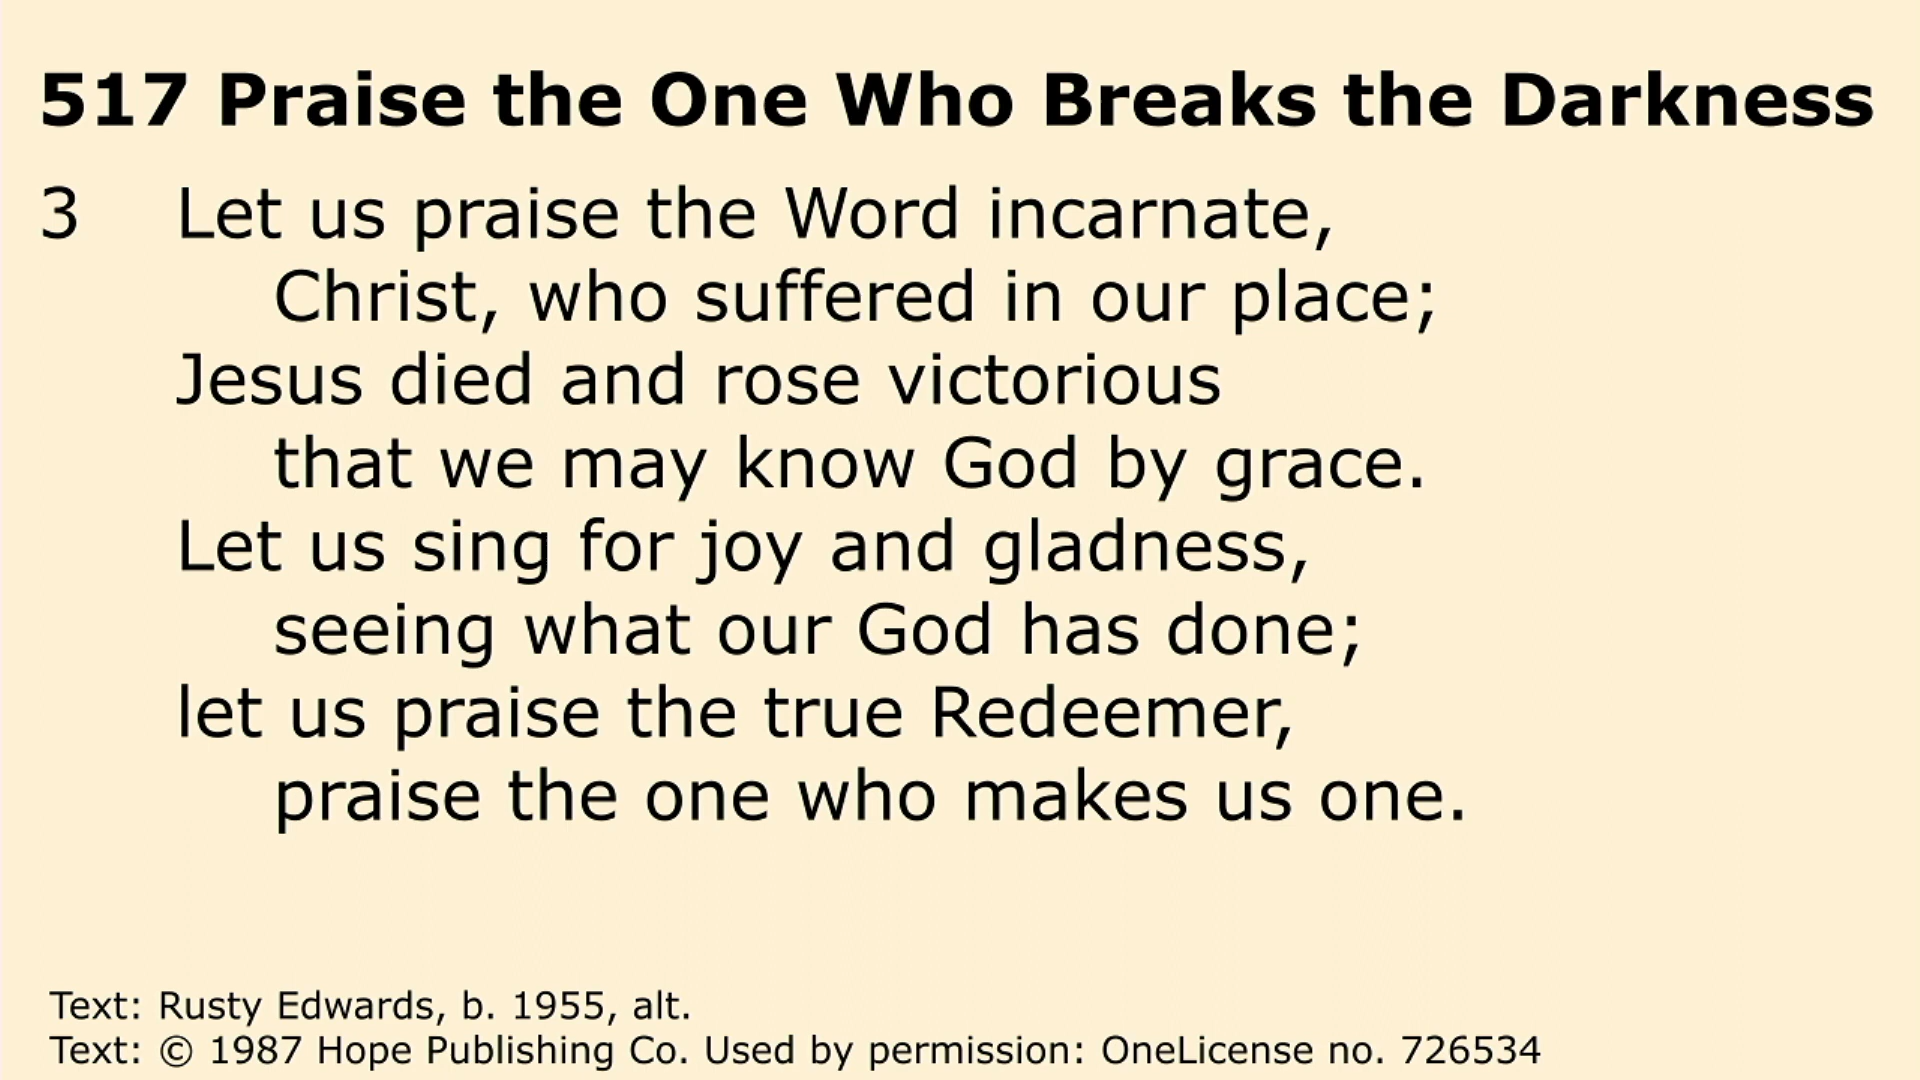 517 Praise the One Who Breaks the Darkness
3 Let us praise the Word incarnate,
Christ, who suffered in our place;
Jesus died and rose victorious
that we may know God by grace.
Let us sing for joy and gladness,
seeing what our God has done;
let us praise the true Redeemer,
praise the one who makes us one.
Text: Rusty Edwards, b. 1955, alt.
Text: © 1987 Hope Publishing Co. Used by permission: OneLicense no. 726534